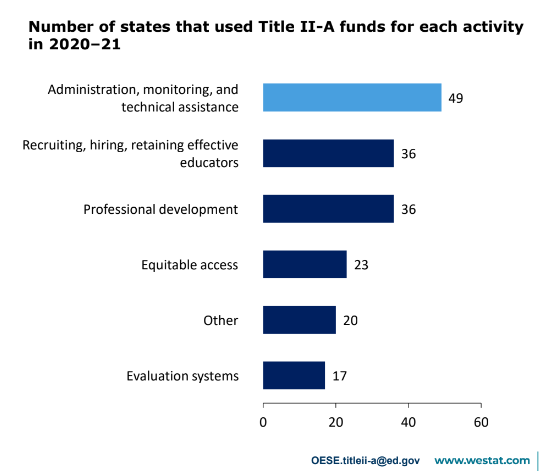 Number of states that used Title II-A funds for each activity
in 2020–21
Administration, monitoring, and
technical assistance
49
Recruiting, hiring, retaining effective
educators
36
Professional development
36
Equitable access
23
Other
20
Evaluation systems
17
0 20 40 60
OESE.titleii-a@ed.gov www.westat.com